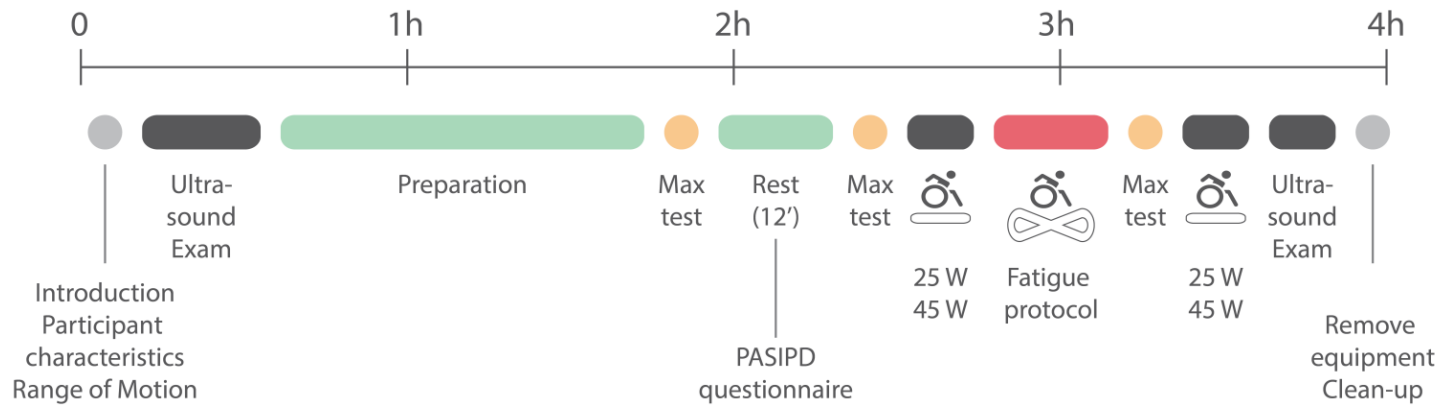 0 1h 2h 3h 4h
Ultra-
sound
Exam
Preparation
Max
test
Rest
(12′)
Max
test
25 W
45 W
Fatigue
protocol
Max
test
25 W
45 W
Ultra-
sound
Exam
Introduction
Participant
characteristics
Range of Motion
PASIPD
questionnaire
Remove
equipment
Clean-up